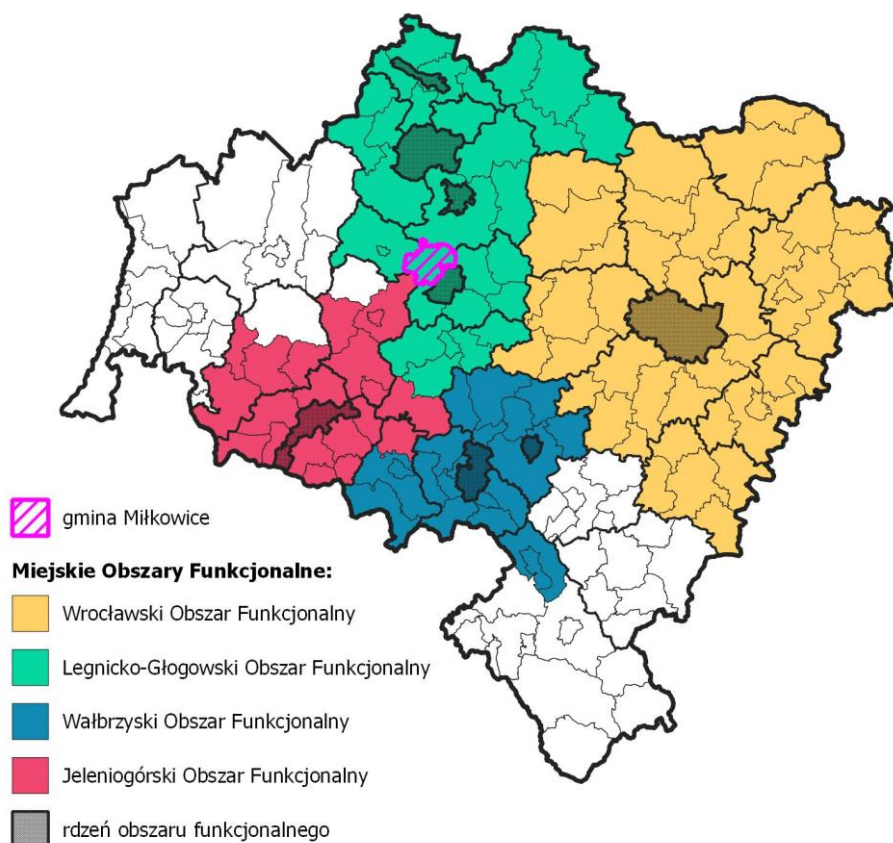 gmina Miłkowice
Miejskie Obszary Funkcjonalne:
Wrocławski Obszar Funkcjonalny
Legnicko-Głogowski Obszar Funkcjonalny
Wałbrzyski Obszar Funkcjonalny
Jeleniogórski Obszar Funkcjonalny
rdzeń obszaru funkcjonalnego